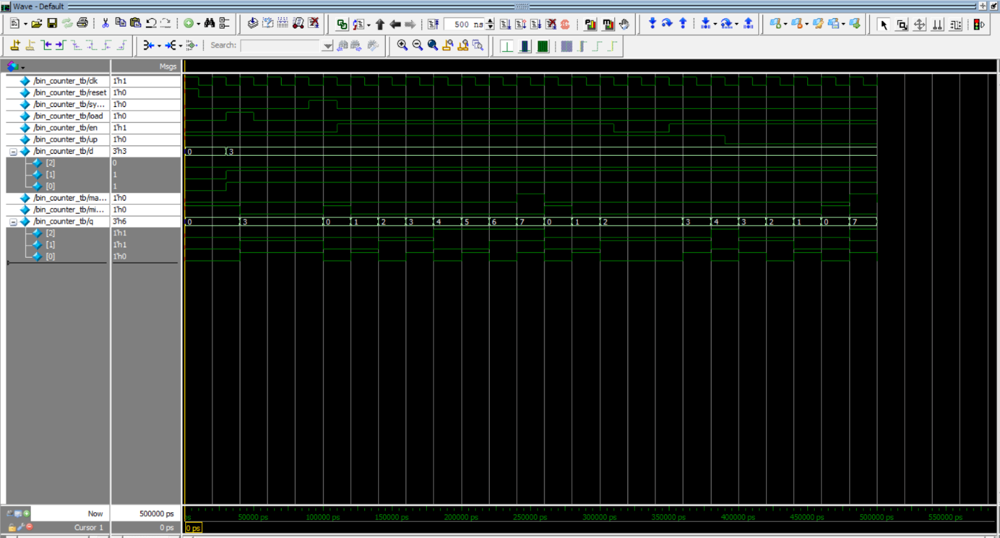 Wave - Default
500 ns
Search:
Msgs
/bin_counter_tb/clk 1'h1
/bin_counter_tb/reset 1'h0
/bin_counter_tb/sy... 1'h0
/bin_counter_tb/load 1'h0
/bin_counter_tb/en 1'h1
/bin_counter_tb/up 1'h0
/bin_counter_tb/d 3'h3 0 3
[2] 0
[1] 1
[0] 1
/bin_counter_tb/ma... 1'h0
/bin_counter_tb/mi... 1'h0
/bin_counter_tb/q 3'h6 0 3 0 1 2 3 4 5 6 7 0 1 2 3 4 3 2 1 0 7
[2] 1'h1
[1] 1'h1
[0] 1'h0
Now 500000 ps ps 50000 ps 100000 ps 150000 ps 200000 ps 250000 ps 300000 ps 350000 ps 400000 ps 450000 ps 500000 ps 550000 ps
Cursor 1 0 ps 0 ps